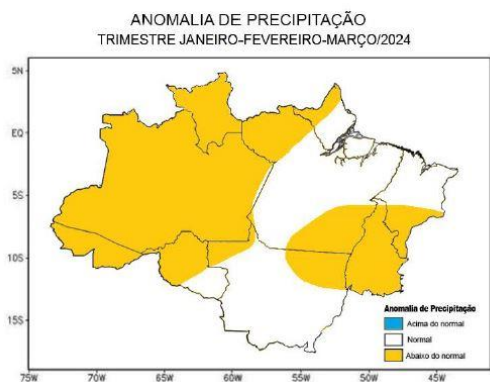 ANOMALIA DE PRECIPITAÇÃO
TRIMESTRE JANEIRO-FEVEREIRO-MARÇO/2024
5N
EQ
5S
10S
15S
75W
70W
65W
60W
55W
50W
45W
Anomalia de Precipitação
Acima do normal
Normal
Abaixo do normal